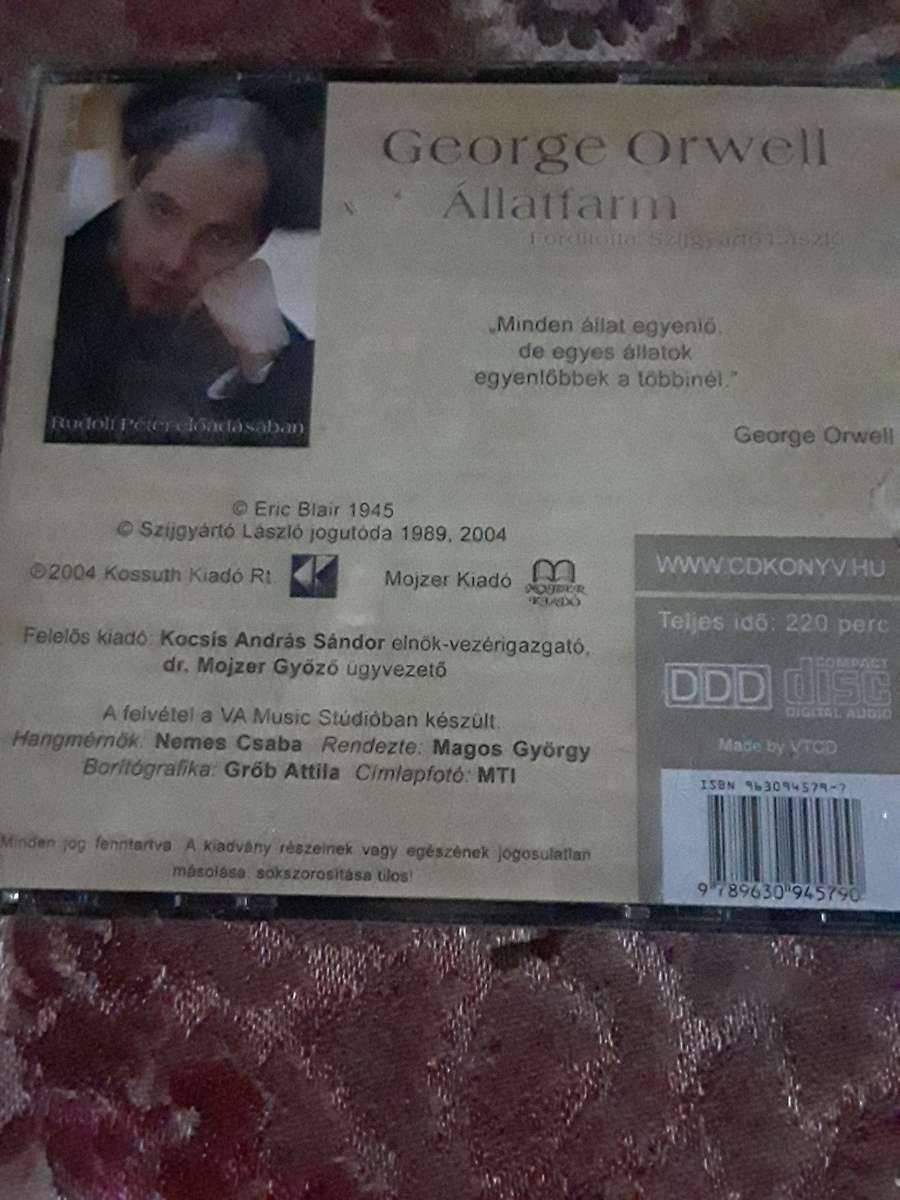 George Orwell
Állatfarm
Fordította: Szíjgyártó László
Rudolf Péter előadásában
„Minden állat egyenlő,
de egyes állatok
egyenlőbbek a többinél.”
George Orwell
© Eric Blair 1945
© Szíjgyártó László jogutóda 1989, 2004
℗2004 Kossuth Kiadó Rt.
Mojzer Kiadó
MOJZER
KIADÓ
Felelős kiadó: Kocsis András Sándor elnök-vezérigazgató,
dr. Mojzer Győző ügyvezető
A felvétel a VA Music Stúdióban készült.
Hangmérnök: Nemes Csaba Rendezte: Magos György
Borítógrafika: Grőb Attila Címlapfotó: MTI
Minden jog fenntartva. A kiadvány részeinek vagy egészének jogosulatlan
másolása, sokszorosítása tilos!
WWW.CDKONYV.HU
Teljes idő: 220 perc
DDD
COMPACT
disc
DIGITAL AUDIO
Made by VTCD
ISBN 963094579-7
9 789630 945790